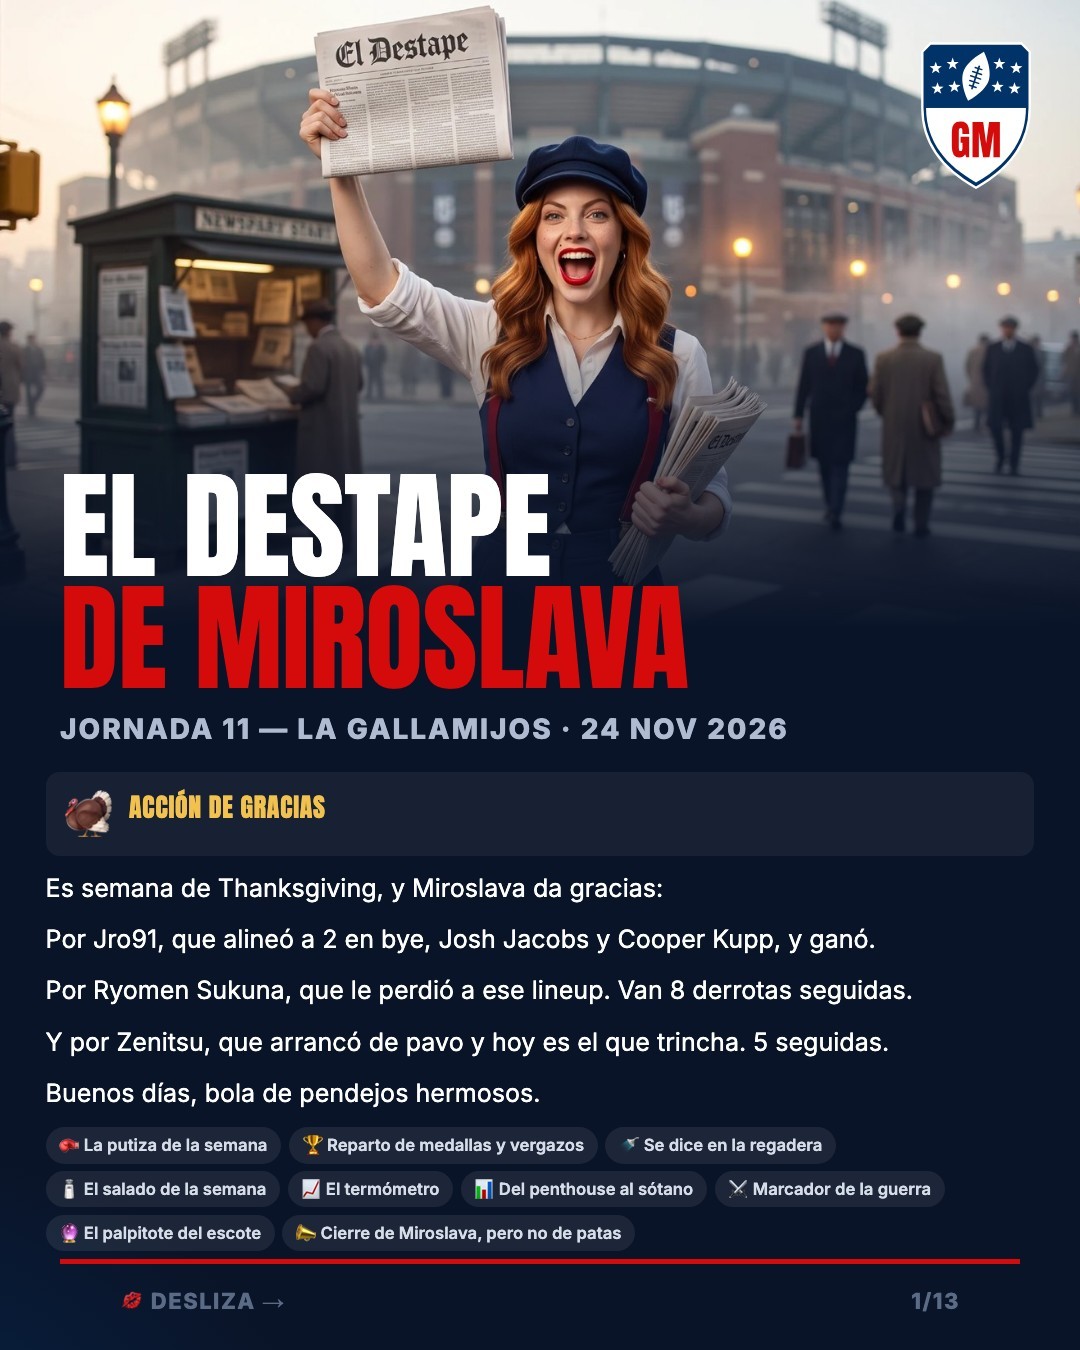 El Destape
NEWSPAPT STANT
GM
El Destape
EL DESTAPE
DE MIROSLAVA
JORNADA 11 — LA GALLAMIJOS · 24 NOV 2026
ACCIÓN DE GRACIAS
Es semana de Thanksgiving, y Miroslava da gracias:
Por Jro91, que alineó a 2 en bye, Josh Jacobs y Cooper Kupp, y ganó.
Por Ryomen Sukuna, que le perdió a ese lineup. Van 8 derrotas seguidas.
Y por Zenitsu, que arrancó de pavo y hoy es el que trincha. 5 seguidas.
Buenos días, bola de pendejos hermosos.
La putiza de la semana
Reparto de medallas y vergazos
Se dice en la regadera
El salado de la semana
El termómetro
Del penthouse al sótano
Marcador de la guerra
El palpitote del escote
Cierre de Miroslava, pero no de patas
DESLIZA →
1/13